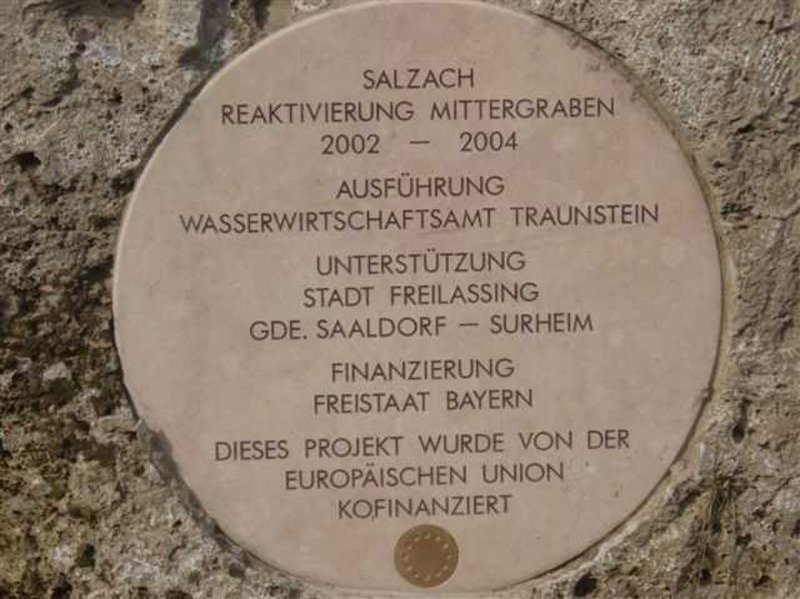 SALZACH
REAKTIVIERUNG MITTERGRABEN
2002 — 2004
AUSFÜHRUNG
WASSERWIRTSCHAFTSAMT TRAUNSTEIN
UNTERSTÜTZUNG
STADT FREILASSING
GDE. SAALDORF — SURHEIM
FINANZIERUNG
FREISTAAT BAYERN
DIESES PROJEKT WURDE VON DER
EUROPÄISCHEN UNION
KOFINANZIERT